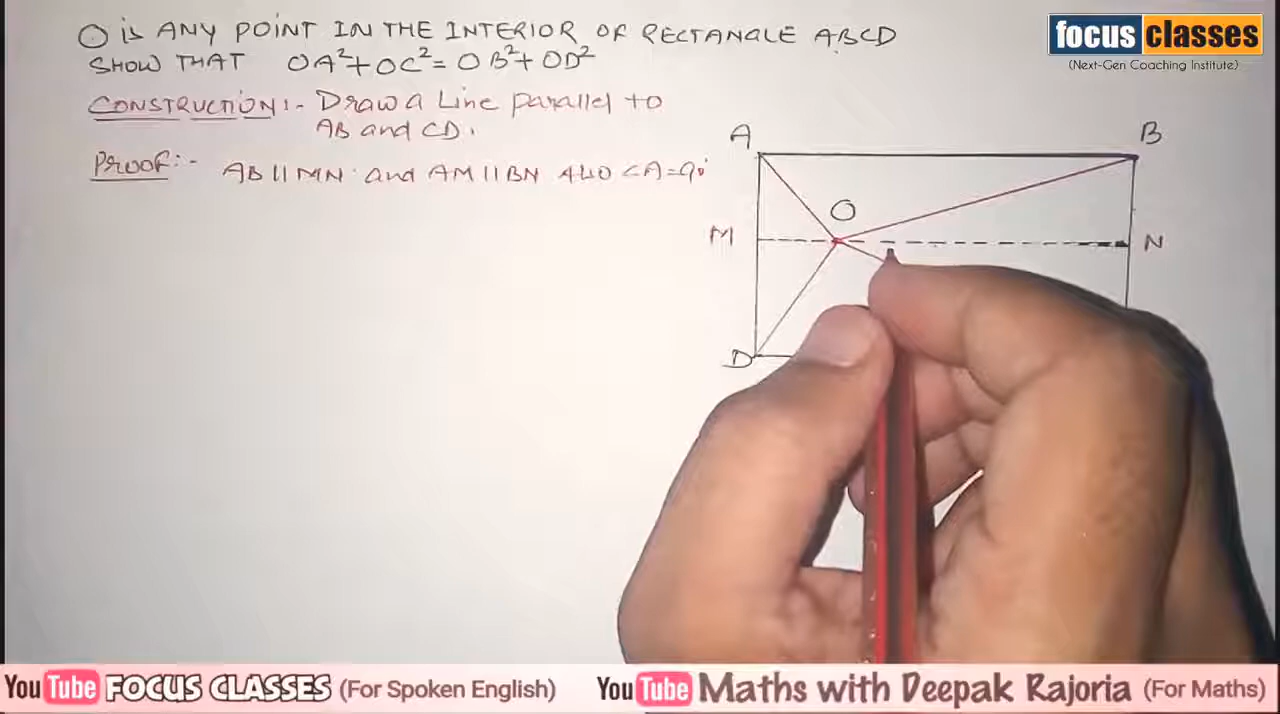 O is ANY POINT IN THE INTERIOR OF RECTANGLE ABCD
SHOW THAT OA²+OC²=OB²+OD²
CONSTRUCTION:- Draw a Line parallel to
AB and CD.
Proof:- AB||MN and AM||BN ALSO <A=90°
A
B
O
M
N
D
focus classes
(Next-Gen Coaching Institute)
YouTube FOCUS CLASSES (For Spoken English) YouTube Maths with Deepak Rajoria (For Maths)